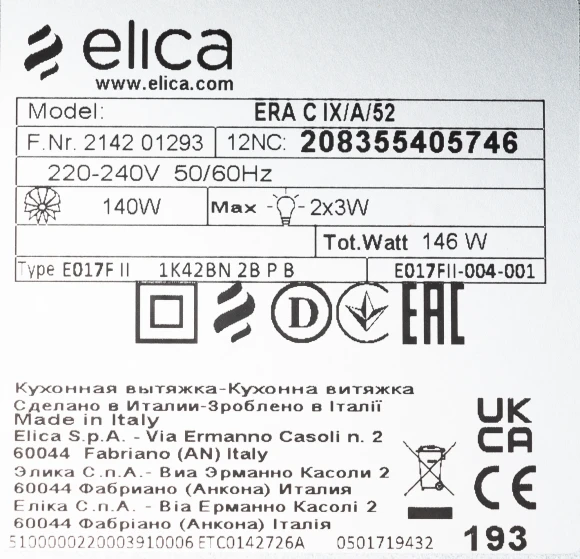 elica
www.elica.com
Model: ERA C IX/A/52
F.Nr. 2142 01293 12NC: 208355405746
220-240V 50/60Hz
140W Max 2x3W
Tot.Watt 146 W
Type E017F II 1K42BN 2B P B E017FII-004-001
D EAC
Кухонная вытяжка-Кухонна витяжка
Сделано в Италии-Зроблено в Італії
Made in Italy
Elica S.p.A. - Via Ermanno Casoli n. 2
60044 Fabriano (AN) Italy
Элика С.п.А. - Виа Эрманно Касоли 2
60044 Фабриано (Анкона) Италия
Еліка С.п.А. - Віа Ерманно Касолі 2
60044 Фабріано (Анкона) Італія
UK
CA
CE
5100000220003910006 ETC0142726A 0501719432 193